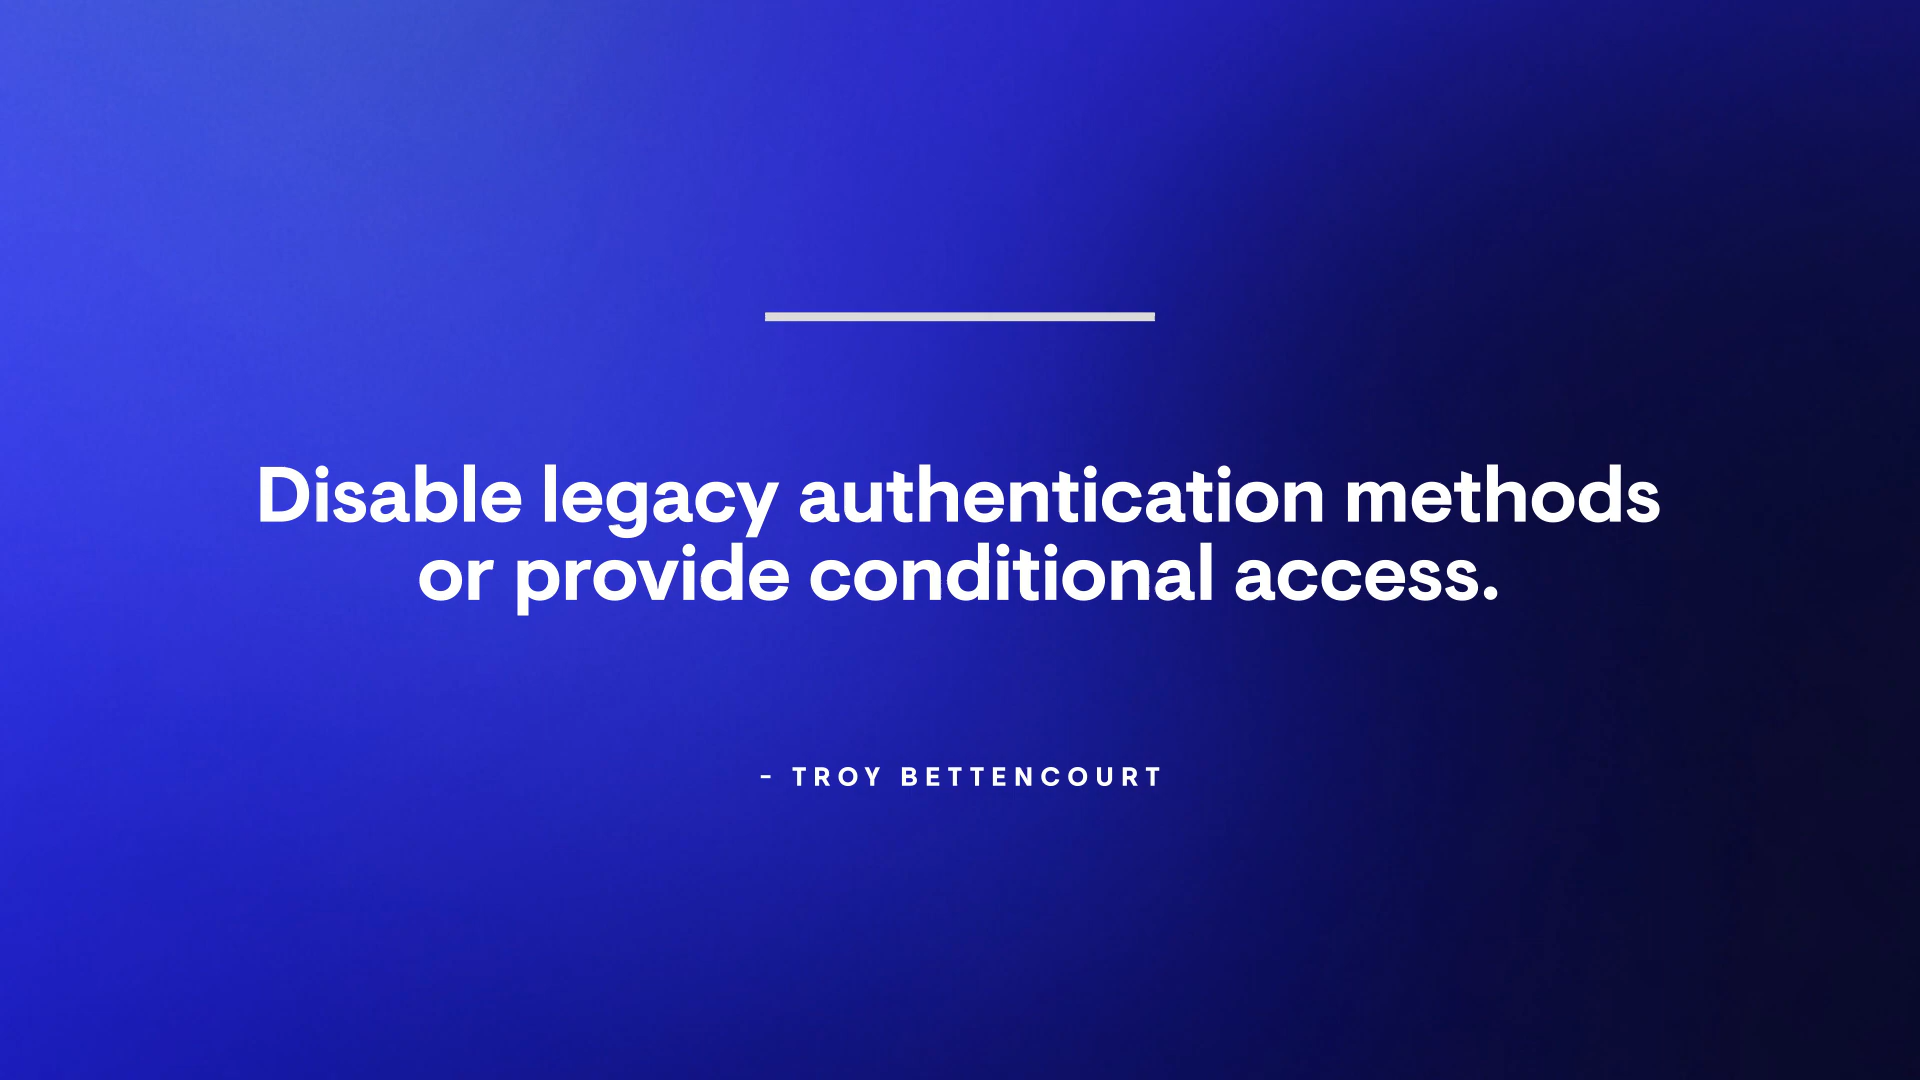 Disable legacy authentication methods
or provide conditional access.
- TROY BETTENCOURT